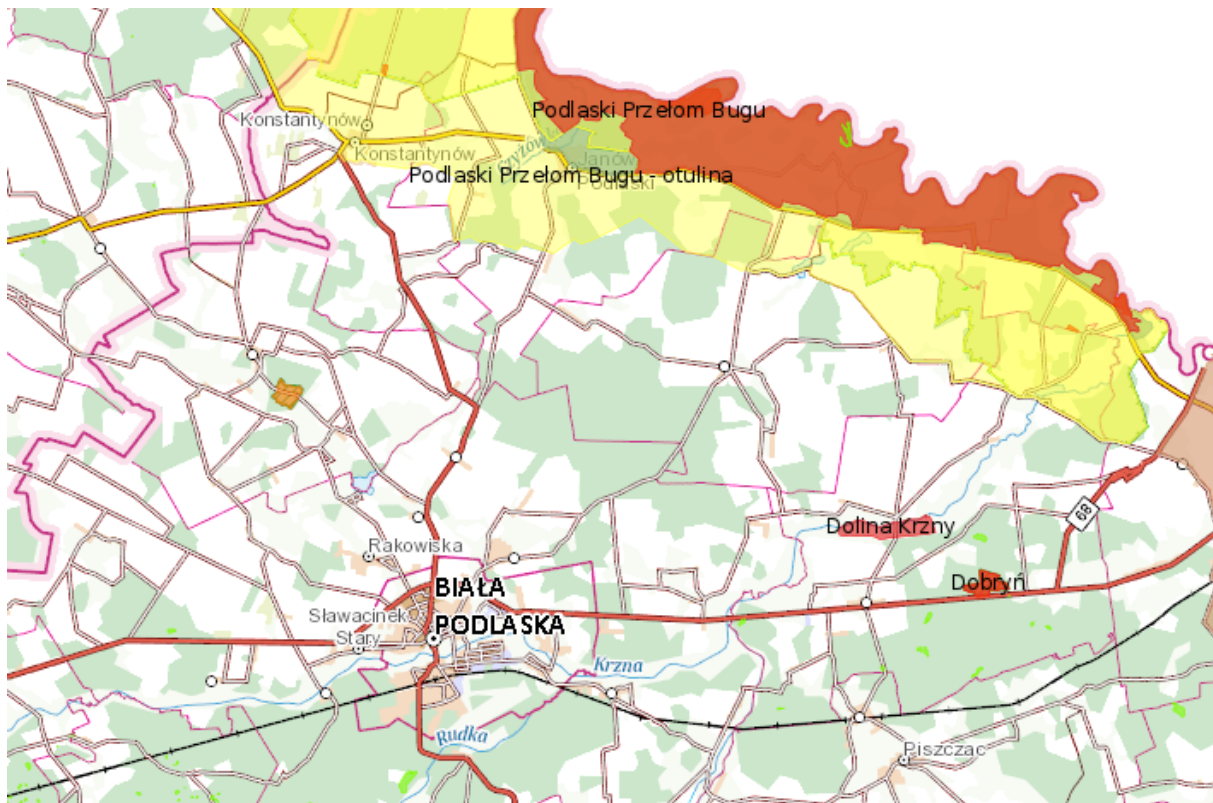 Podlaski Przełom Bugu
Konstantynów
Konstantynów
Czyżówka
Janów
Podlaski
Podlaski Przełom Bugu - otulina
68
Dolina Krzny
Rakowiska
Dobryń
BIAŁA
PODLASKA
Sławacinek
Stary
Krzna
Rudka
Piszczac